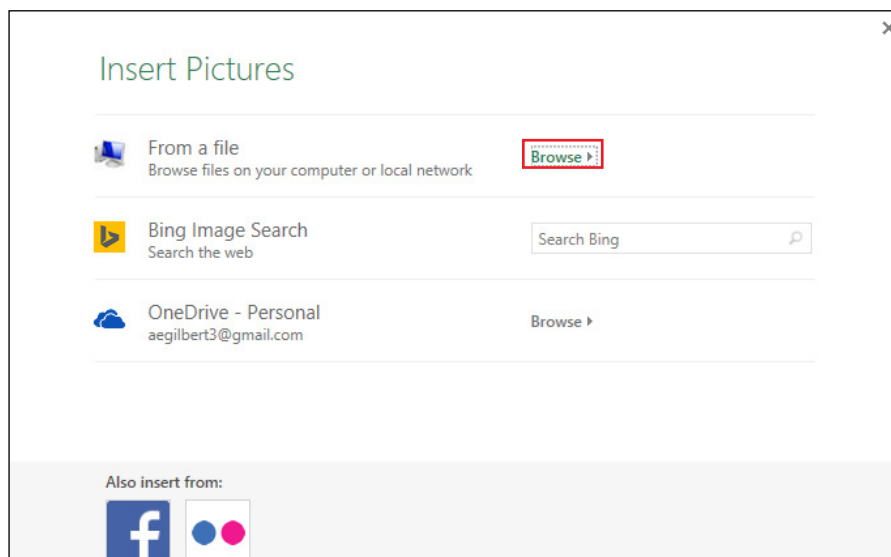 Insert Pictures
From a file
Browse files on your computer or local network
Browse
Bing Image Search
Search the web
Search Bing
OneDrive - Personal
aegilbert3@gmail.com
Browse
Also insert from:
f